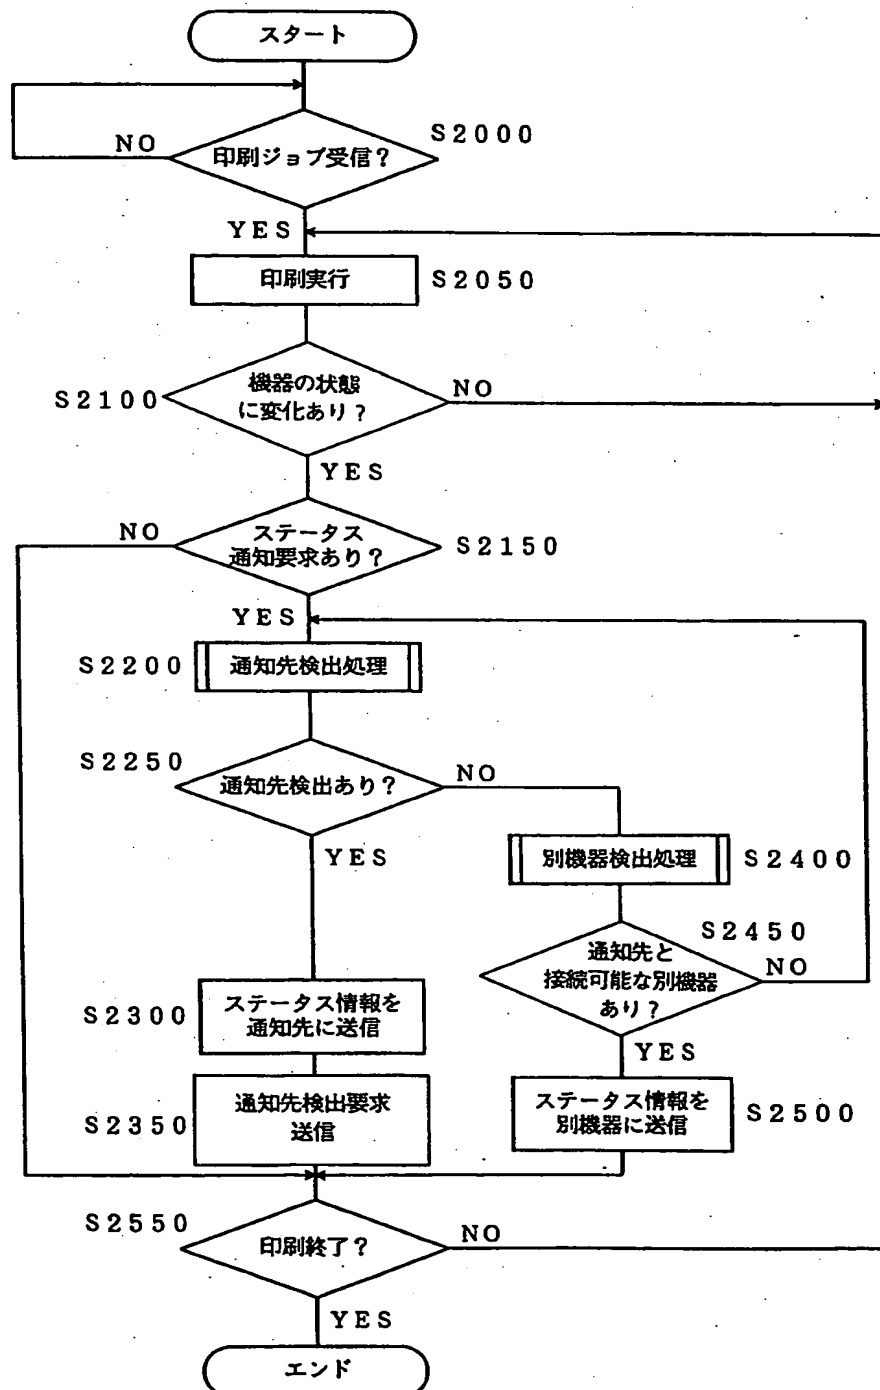 スタート
S2000
NO
印刷ジョブ受信?
YES
印刷実行
S2050
機器の状態
に変化あり?
NO
S2100
YES
NO
ステータス
通知要求あり?
S2150
YES
S2200
通知先検出処理
S2250
通知先検出あり?
NO
YES
別機器検出処理
S2400
S2450
通知先と
接続可能な別機器
あり?
NO
S2300
ステータス情報を
通知先に送信
YES
S2350
通知先検出要求
送信
ステータス情報を
別機器に送信
S2500
S2550
印刷終了?
NO
YES
エンド